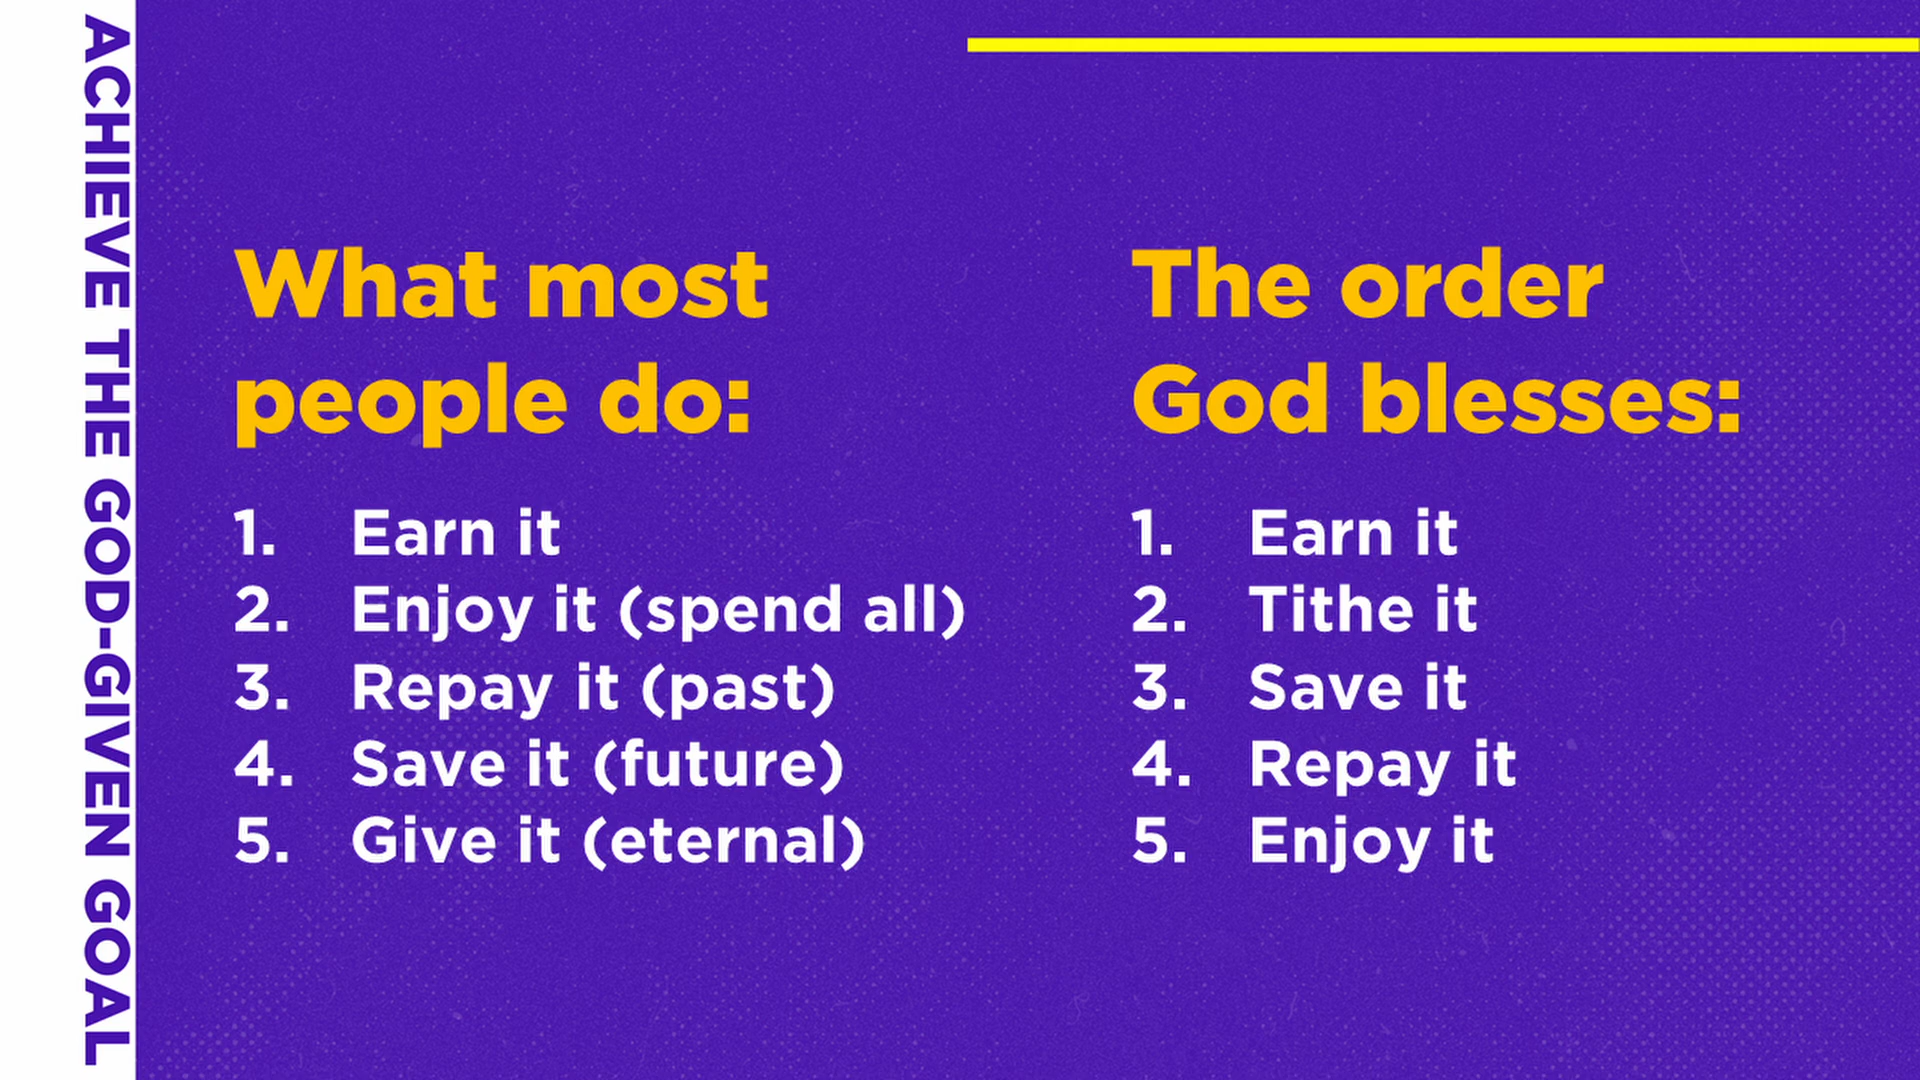 ACHIEVE THE GOD-GIVEN GOAL
What most
people do:
1. Earn it
2. Enjoy it (spend all)
3. Repay it (past)
4. Save it (future)
5. Give it (eternal)
The order
God blesses:
1. Earn it
2. Tithe it
3. Save it
4. Repay it
5. Enjoy it